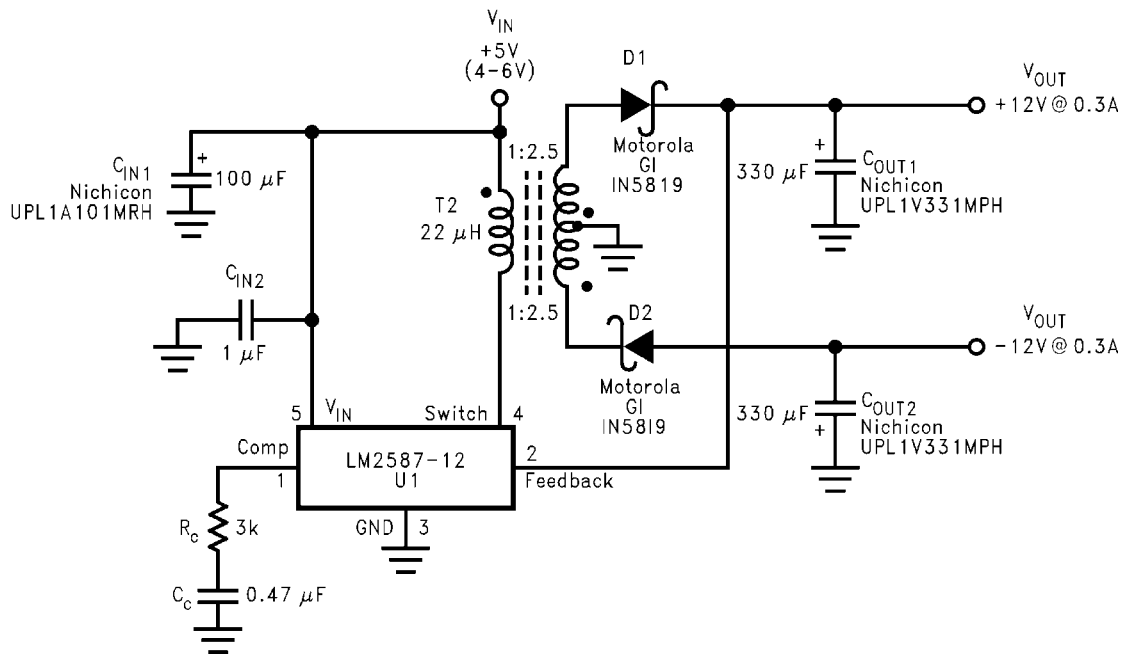 V_IN
+5V
(4-6V)
D1
Motorola
GI
IN5819
V_OUT
+12V@0.3A
C_IN1
Nichicon
UPL1A101MRH
+
100 μF
1:2.5
T2
22 μH
330 μF
+
C_OUT1
Nichicon
UPL1V331MPH
C_IN2
1 μF
1:2.5
D2
Motorola
GI
IN5819
V_OUT
-12V@0.3A
330 μF
+
C_OUT2
Nichicon
UPL1V331MPH
5
V_IN
Switch
4
Comp
1
LM2587-12
U1
2
Feedback
GND
3
R_c
3k
C_c
0.47 μF